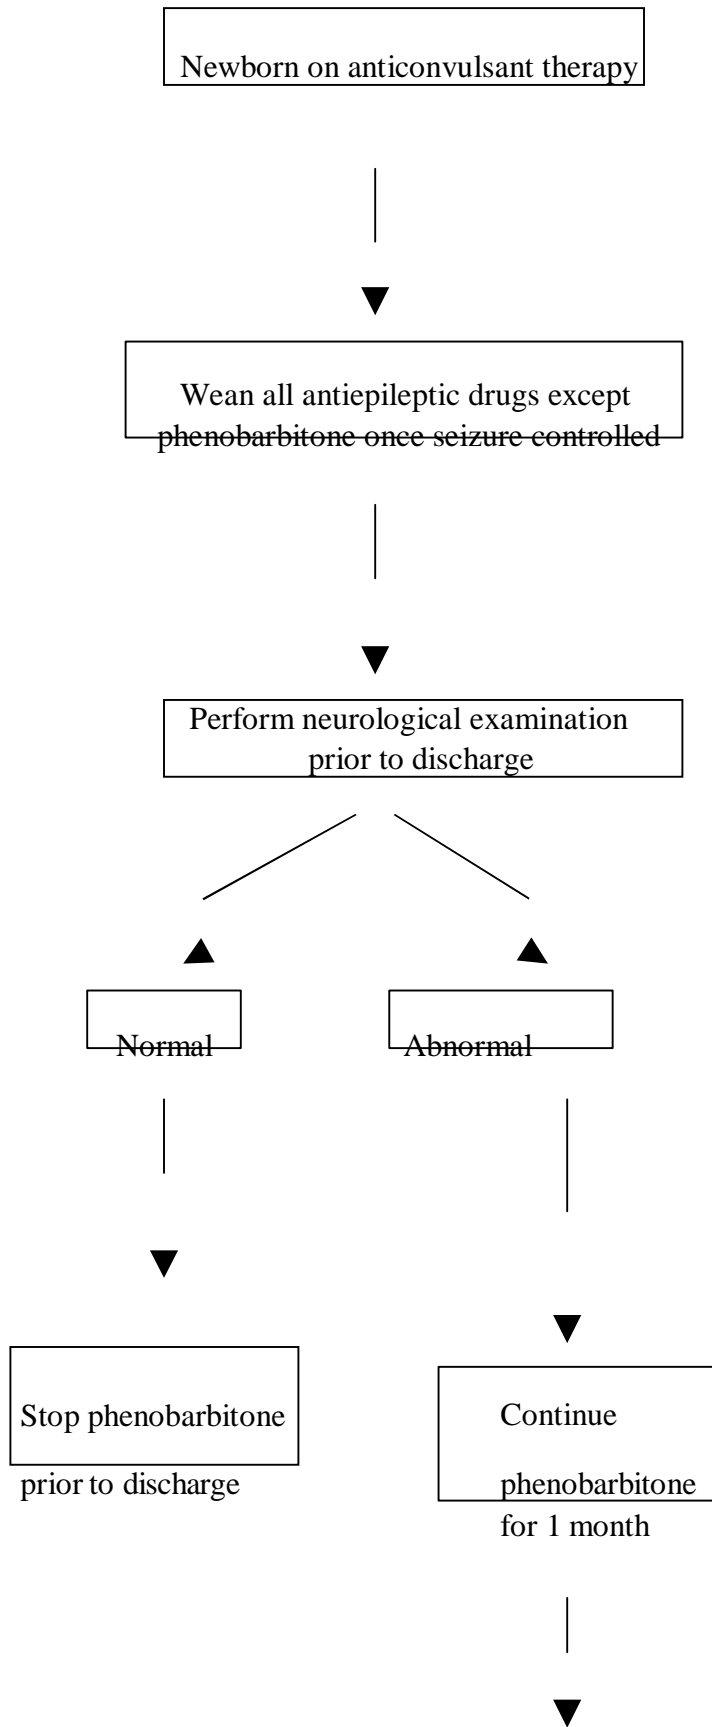 Newborn on anticonvulsant therapy
Wean all antiepileptic drugs except
phenobarbitone once seizure controlled
Perform neurological examination
prior to discharge
Normal
Abnormal
Stop phenobarbitone
prior to discharge
Continue
phenobarbitone
for 1 month